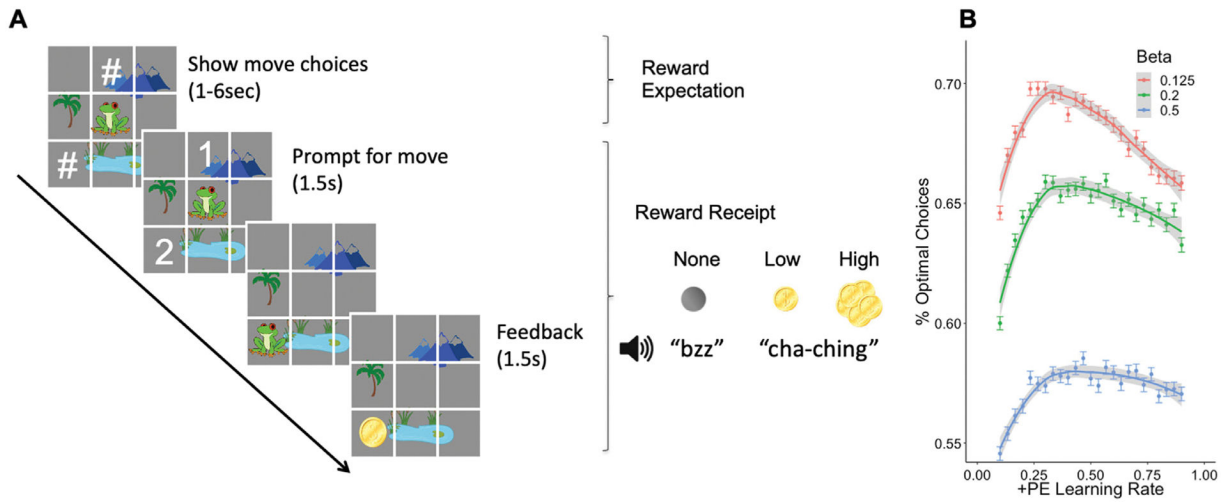 A
#
#
Show move choices
(1-6sec)
1
2
Prompt for move
(1.5s)
Feedback
(1.5s)
Reward
Expectation
Reward Receipt
None Low High
“bzz” “cha-ching”
B
Beta
0.125
0.2
0.5
% Optimal Choices
0.70
0.65
0.60
0.55
0.00 0.25 0.50 0.75 1.00
+PE Learning Rate